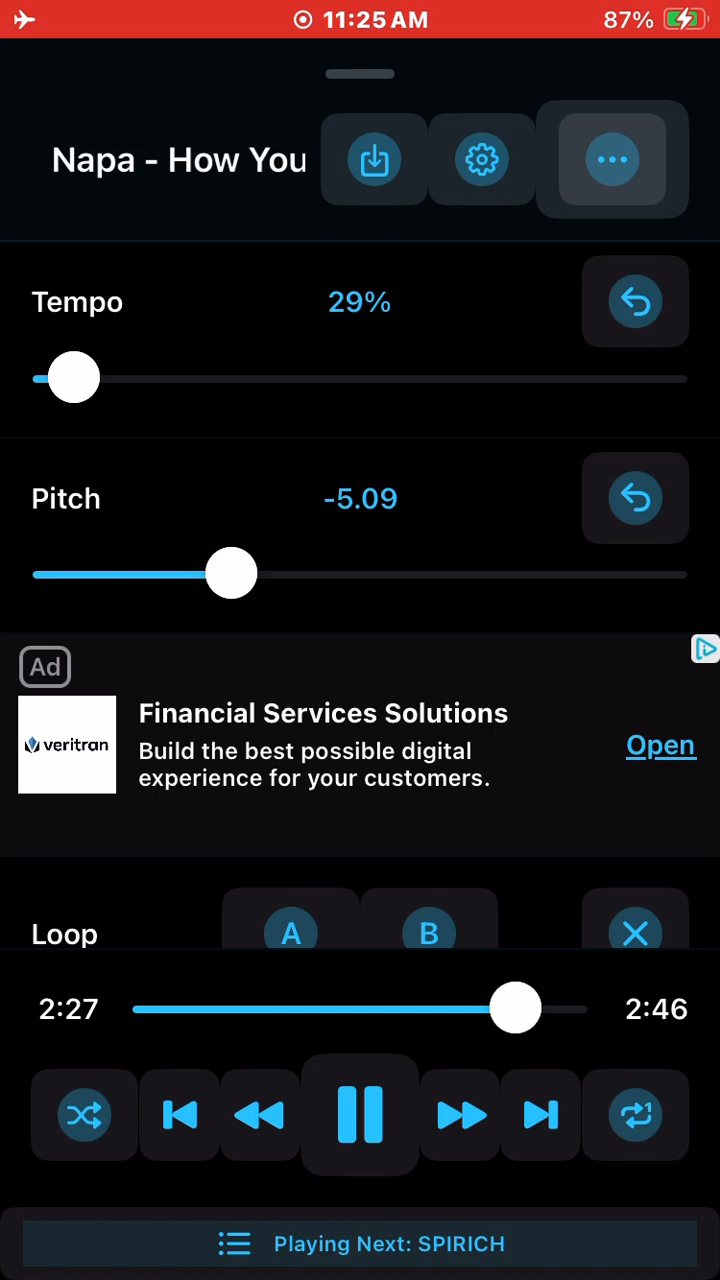 11:25 AM
87%
Napa - How You
Tempo
29%
Pitch
-5.09
Ad
veritran
Financial Services Solutions
Build the best possible digital
experience for your customers.
Open
Loop
A
B
2:27
2:46
1
Playing Next: SPIRICH